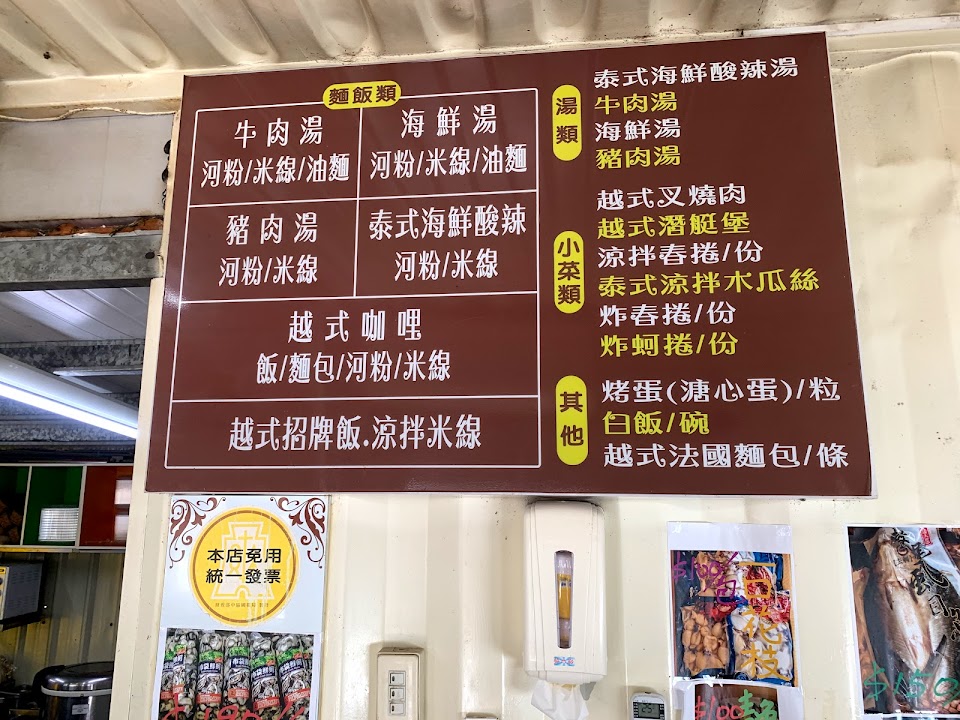 麵飯類
牛肉湯
河粉/米線/油麵
海鮮湯
河粉/米線/油麵
豬肉湯
河粉/米線
泰式海鮮酸辣
河粉/米線
越式咖哩
飯/麵包/河粉/米線
越式招牌飯.涼拌米線
湯類
泰式海鮮酸辣湯
牛肉湯
海鮮湯
豬肉湯
小菜類
越式叉燒肉
越式潛艇堡
涼拌春捲/份
泰式涼拌木瓜絲
炸春捲/份
炸蚵捲/份
其他
烤蛋(溏心蛋)/粒
白飯/碗
越式法國麵包/條
本店免用
統一發票
花枝
$150